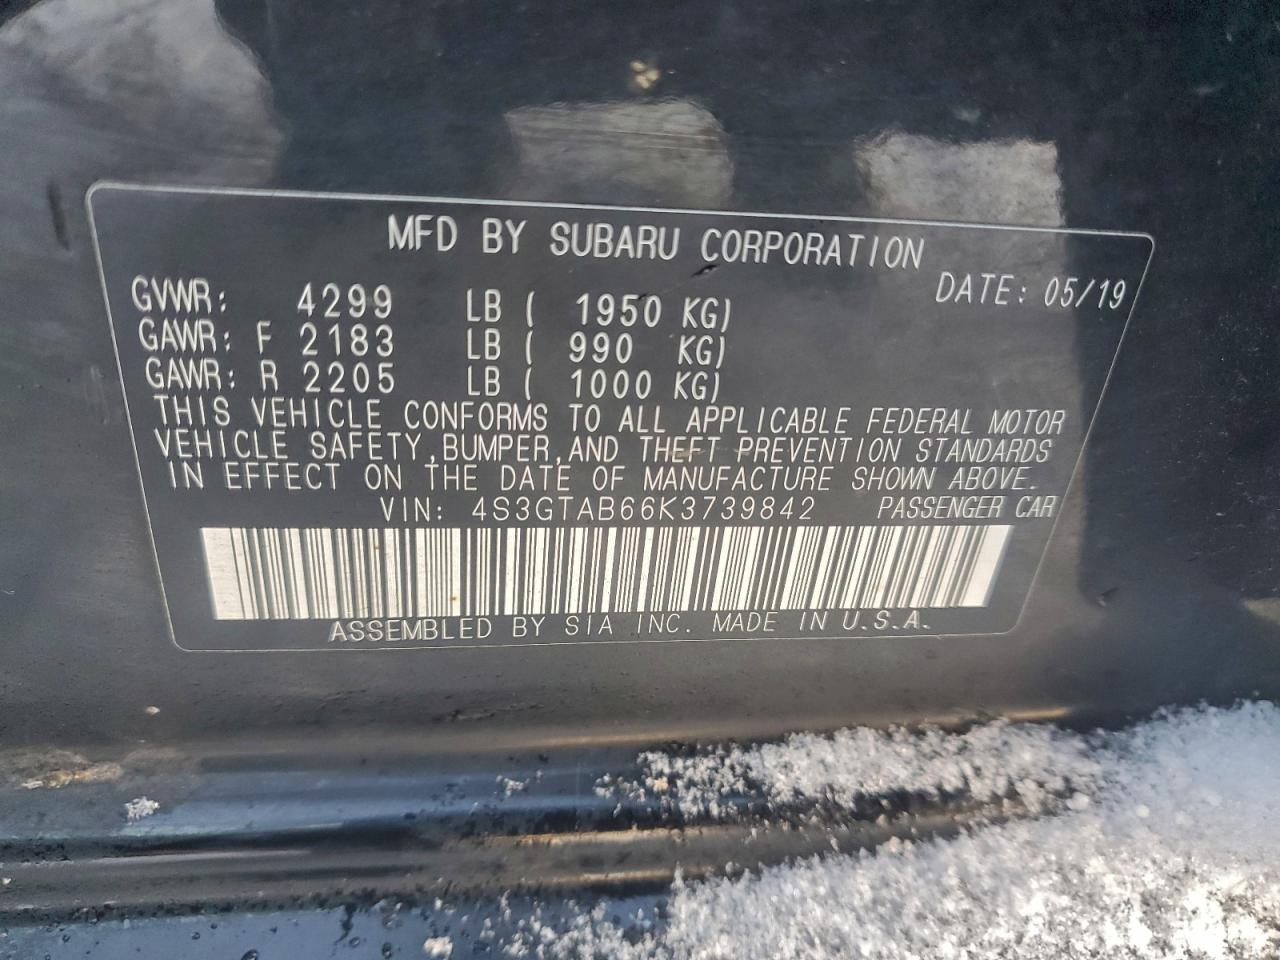 MFD BY SUBARU CORPORATION
GVWR: 4299 LB ( 1950 KG) DATE: 05/19
GAWR: F 2183 LB ( 990 KG)
GAWR: R 2205 LB ( 1000 KG)
THIS VEHICLE CONFORMS TO ALL APPLICABLE FEDERAL MOTOR
VEHICLE SAFETY,BUMPER,AND THEFT PREVENTION STANDARDS
IN EFFECT ON THE DATE OF MANUFACTURE SHOWN ABOVE.
VIN: 4S3GTAB66K3739842 PASSENGER CAR
ASSEMBLED BY SIA INC. MADE IN U.S.A.